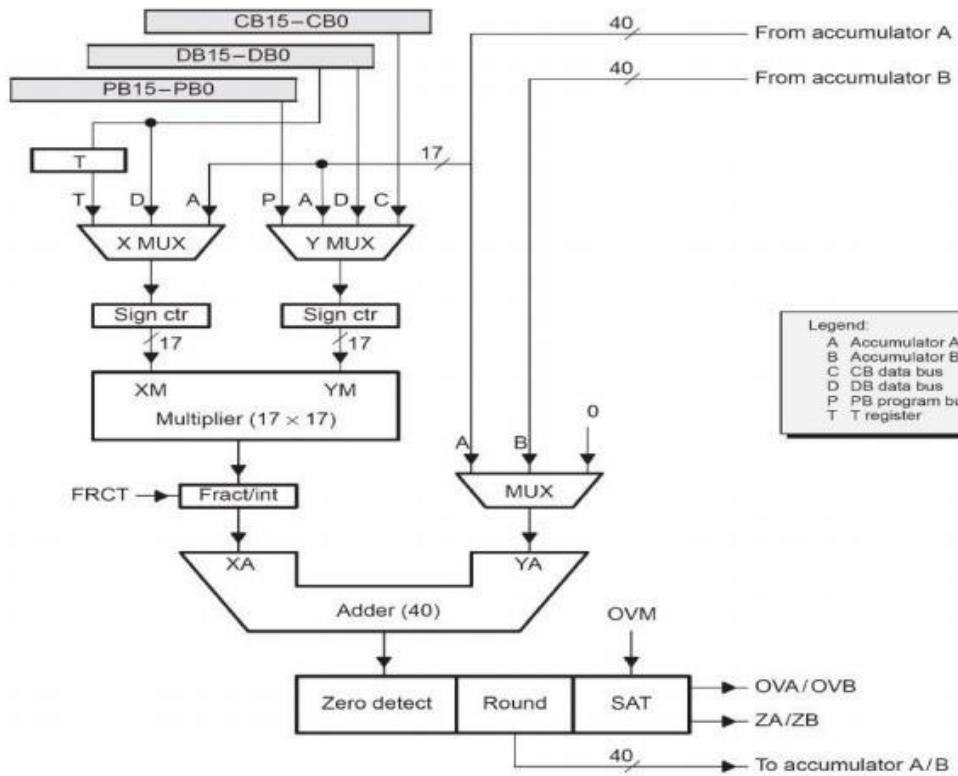 CB15–CB0
DB15–DB0
PB15–PB0
40
From accumulator A
40
From accumulator B
17
T
T D A P A D C
X MUX Y MUX
Sign ctr Sign ctr
17 17
XM YM
Multiplier (17 × 17)
Legend:
A Accumulator A
B Accumulator B
C CB data bus
D DB data bus
P PB program bu
T T register
0
A B
MUX
FRCT Fract/int
XA YA
Adder (40)
OVM
Zero detect Round SAT
OVA/OVB
ZA/ZB
40
To accumulator A/B